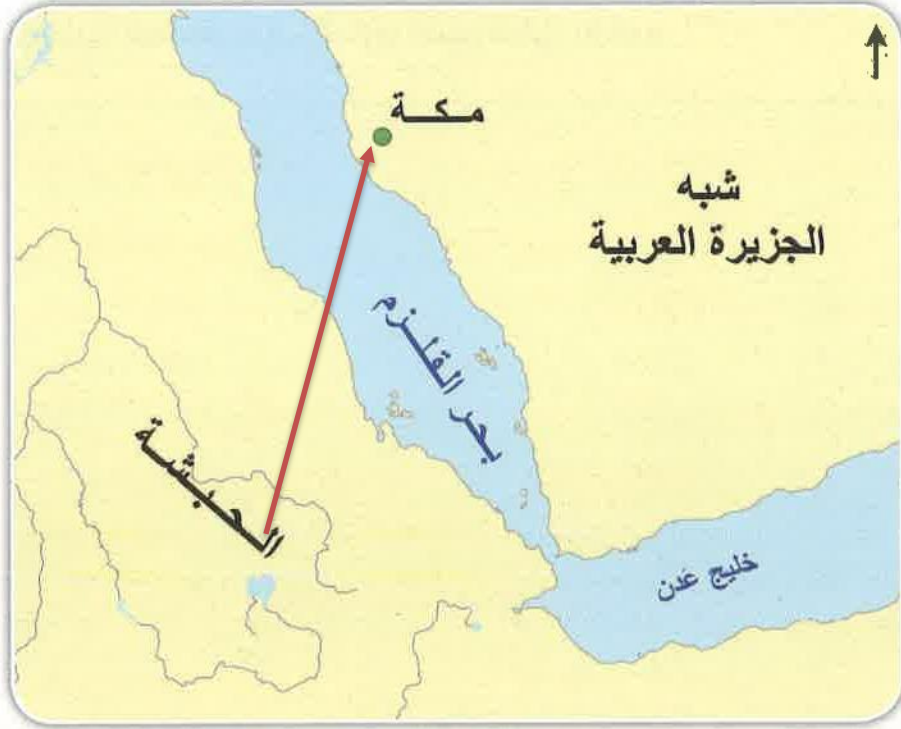 مكة
شبه
الجزيرة العربية
بحر القلزم
الحبشة
خليج عدن